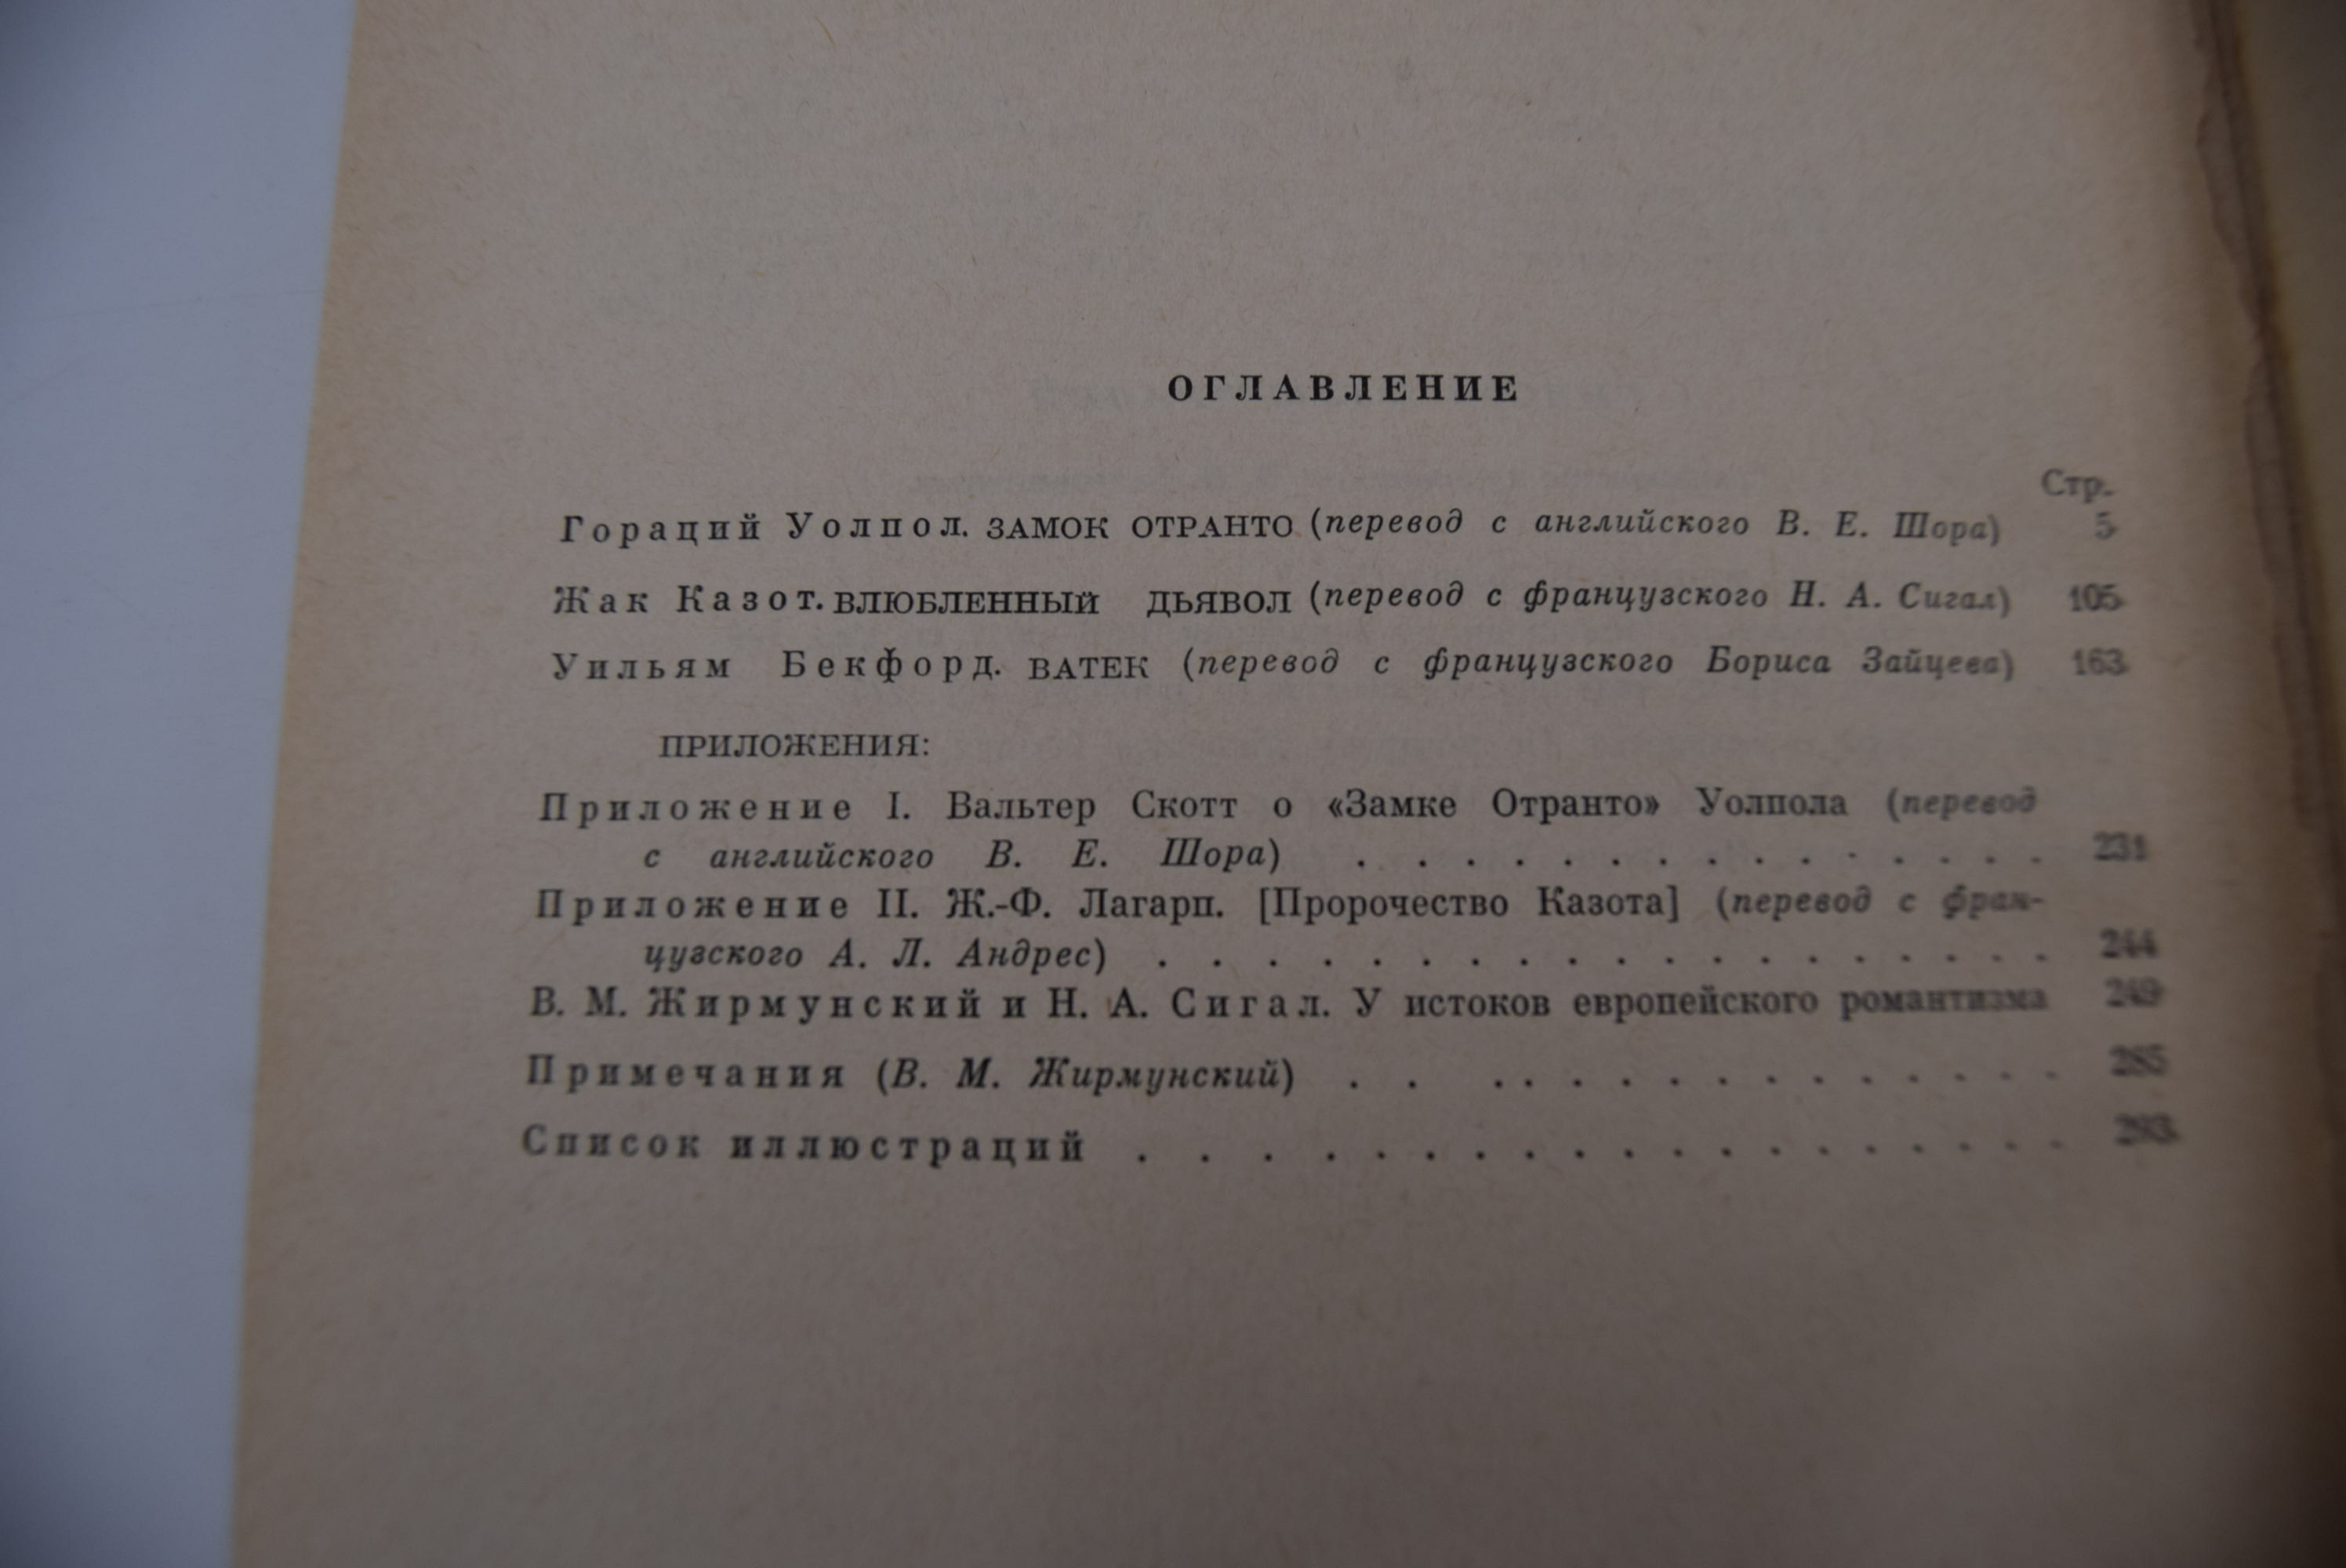 ОГЛАВЛЕНИЕ
Стр.
Гораций Уолпол. ЗАМОК ОТРАНТО (перевод с английского В. Е. Шора) 5
Жак Казот. ВЛЮБЛЕННЫЙ ДЬЯВОЛ (перевод с французского Н. А. Сигал) 105
Уильям Бекфорд. ВАТЕК (перевод с французского Бориса Зайцева) 163
ПРИЛОЖЕНИЯ:
Приложение I. Вальтер Скотт о «Замке Отранто» Уолпола (перевод
с английского В. Е. Шора) . . . . . . . . . . . . . . . 231
Приложение II. Ж.-Ф. Лагарп. [Пророчество Казота] (перевод с фран-
цузского А. Л. Андрес) . . . . . . . . . . . . . . . . . . 244
В. М. Жирмунский и Н. А. Сигал. У истоков европейского романтизма 249
Примечания (В. М. Жирмунский) . . . . . . . . . . . . . . 285
Список иллюстраций . . . . . . . . . . . . . . . . . . 293